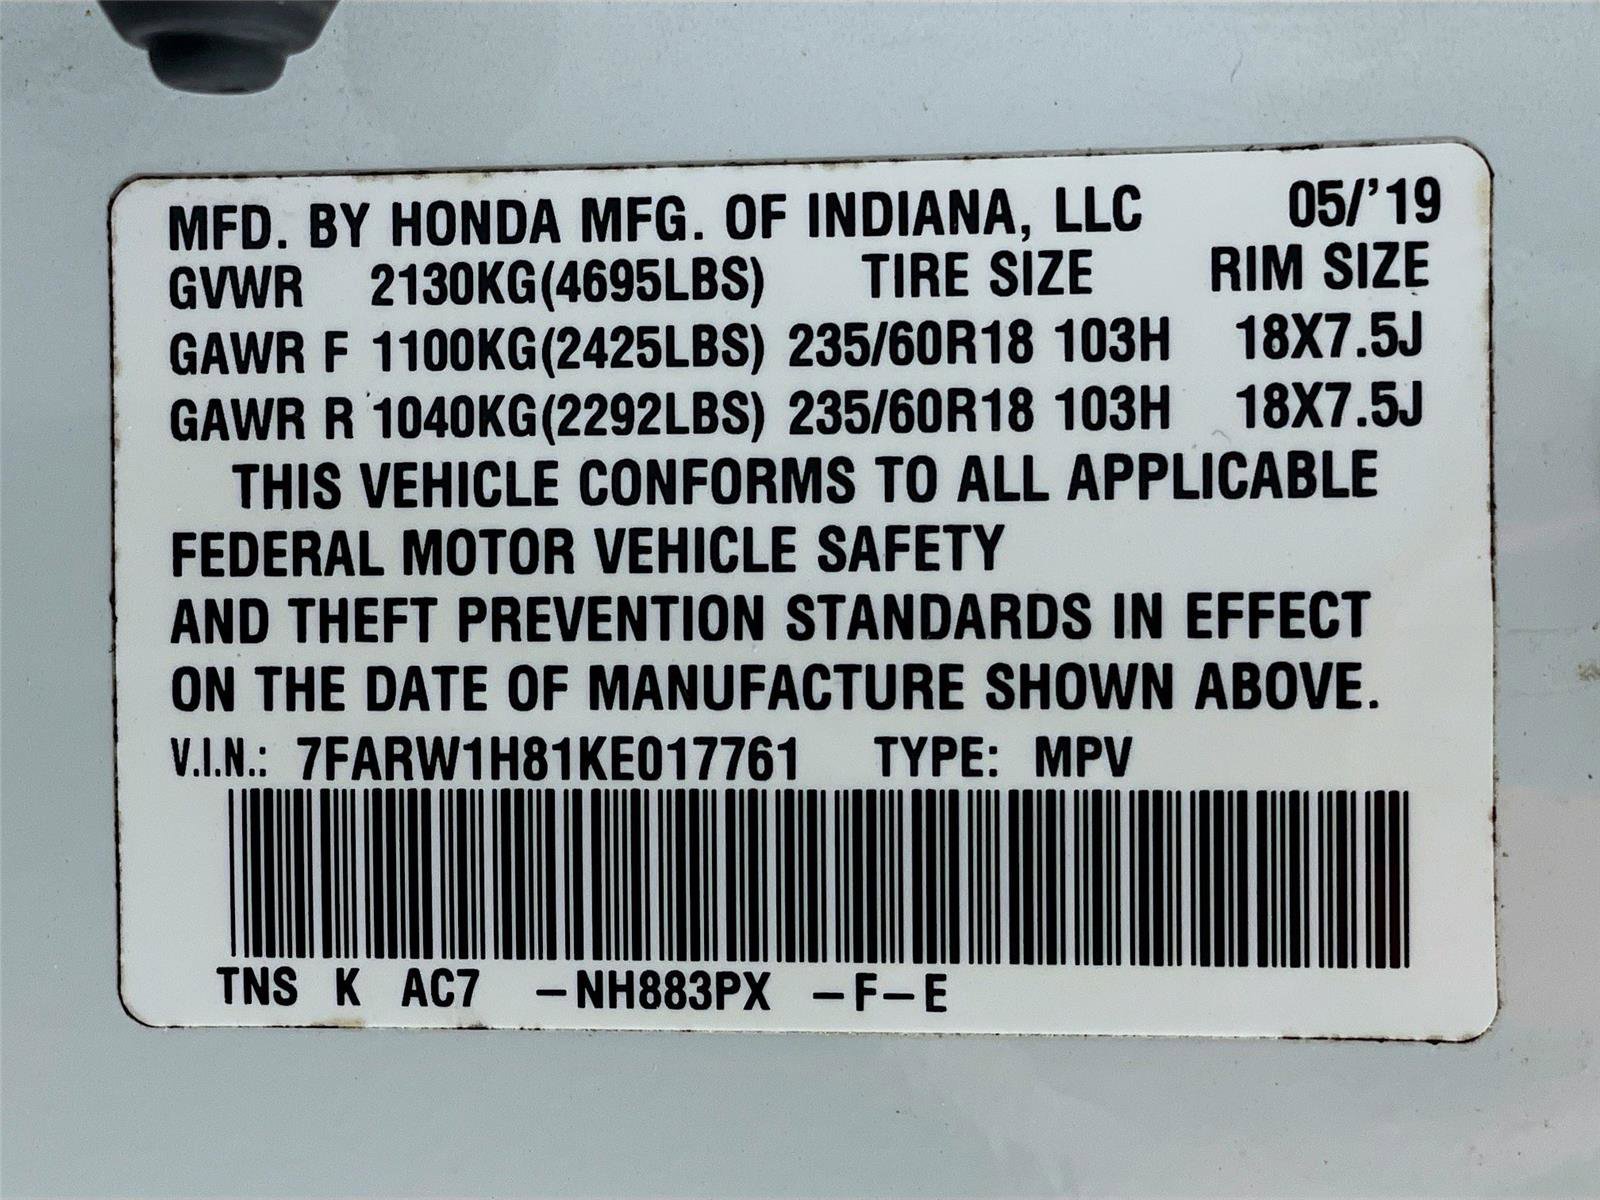 MFD. BY HONDA MFG. OF INDIANA, LLC 05/'19
GVWR 2130KG(4695LBS) TIRE SIZE RIM SIZE
GAWR F 1100KG(2425LBS) 235/60R18 103H 18X7.5J
GAWR R 1040KG(2292LBS) 235/60R18 103H 18X7.5J
THIS VEHICLE CONFORMS TO ALL APPLICABLE
FEDERAL MOTOR VEHICLE SAFETY
AND THEFT PREVENTION STANDARDS IN EFFECT
ON THE DATE OF MANUFACTURE SHOWN ABOVE.
V.I.N.: 7FARW1H81KE017761 TYPE: MPV
TNS K AC7 –NH883PX –F–E